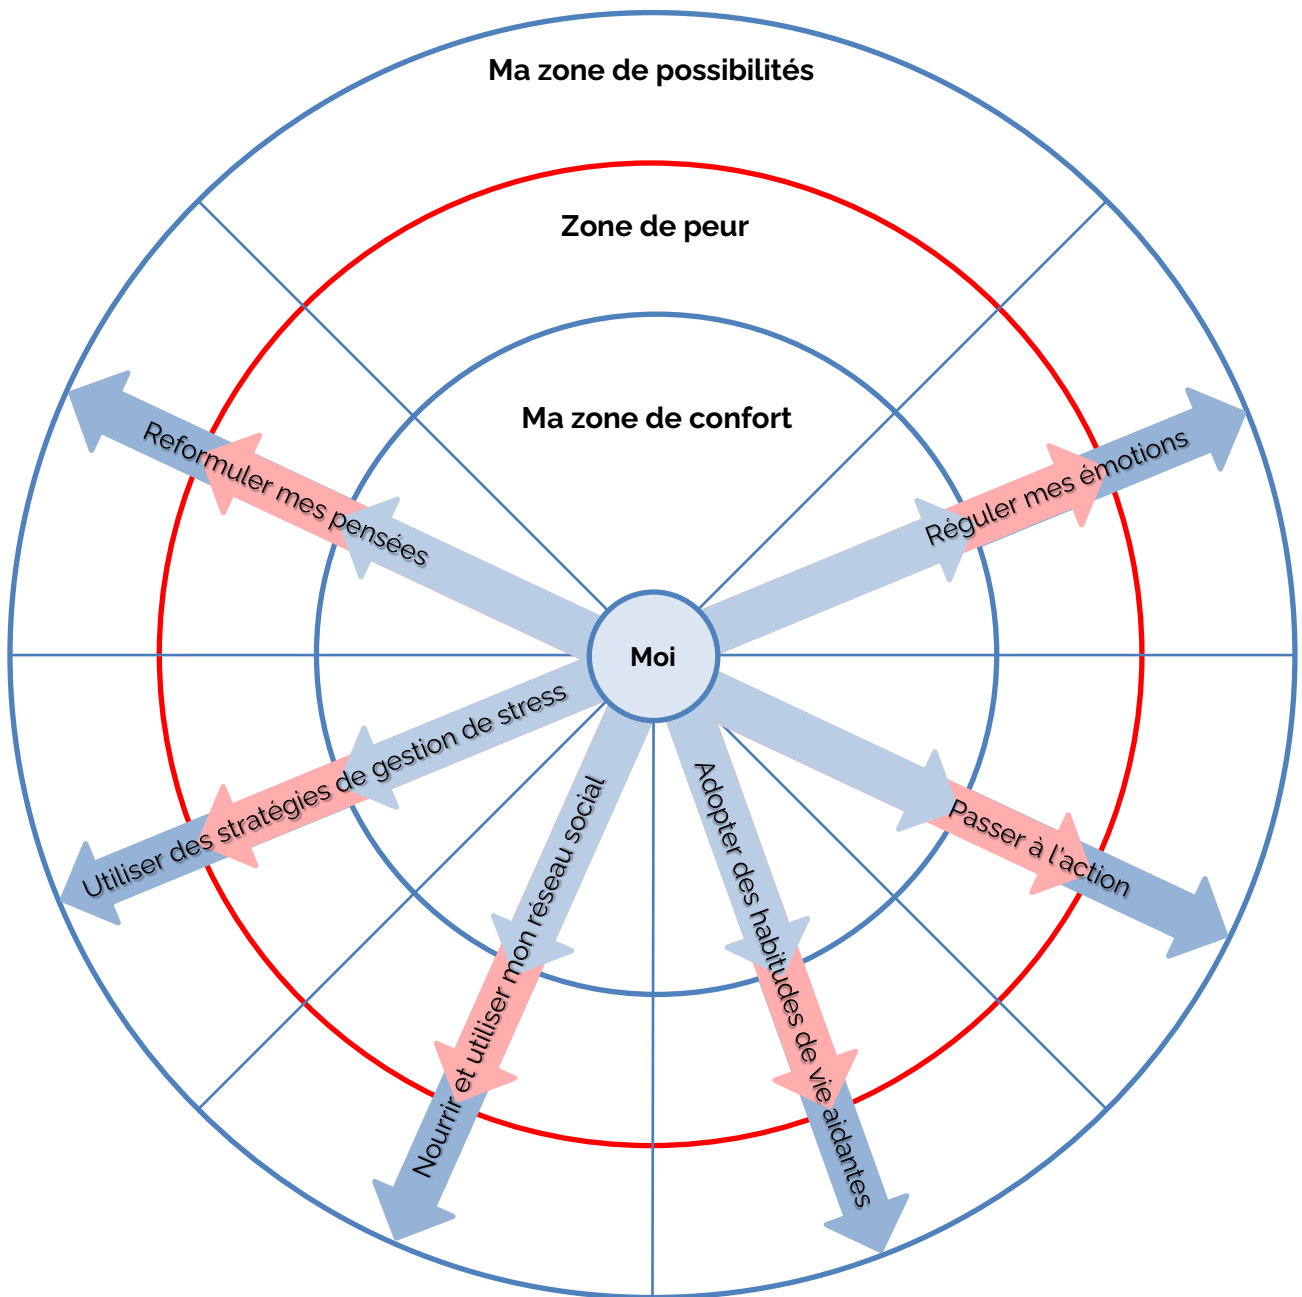 Ma zone de possibilités
Zone de peur
Ma zone de confort
Reformuler mes pensées
Réguler mes émotions
Moi
Utiliser des stratégies de gestion de stress
Nourrir et utiliser mon réseau social
Adopter des habitudes de vie aidantes
Passer à l'action